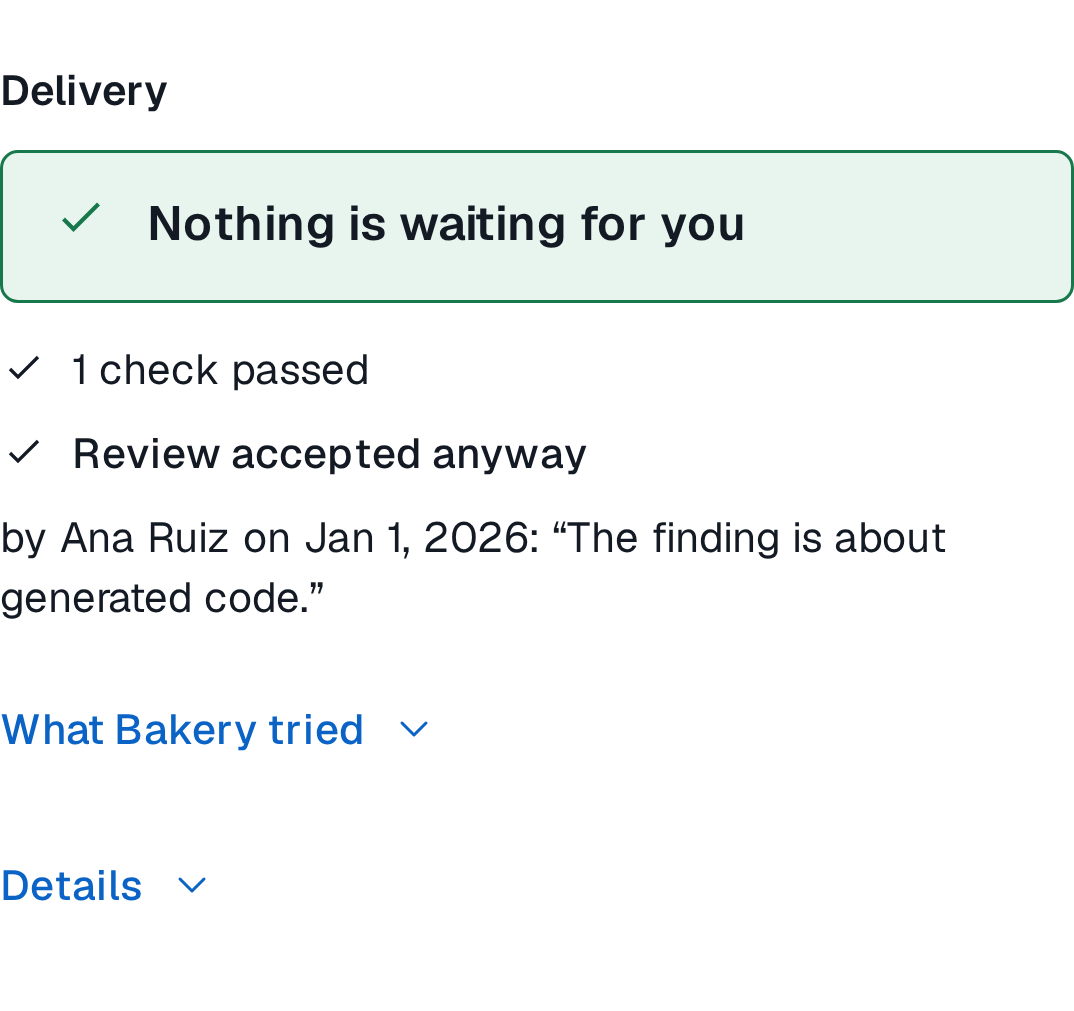 Delivery
Nothing is waiting for you
1 check passed
Review accepted anyway
by Ana Ruiz on Jan 1, 2026: “The finding is about
generated code.”
What Bakery tried
Details